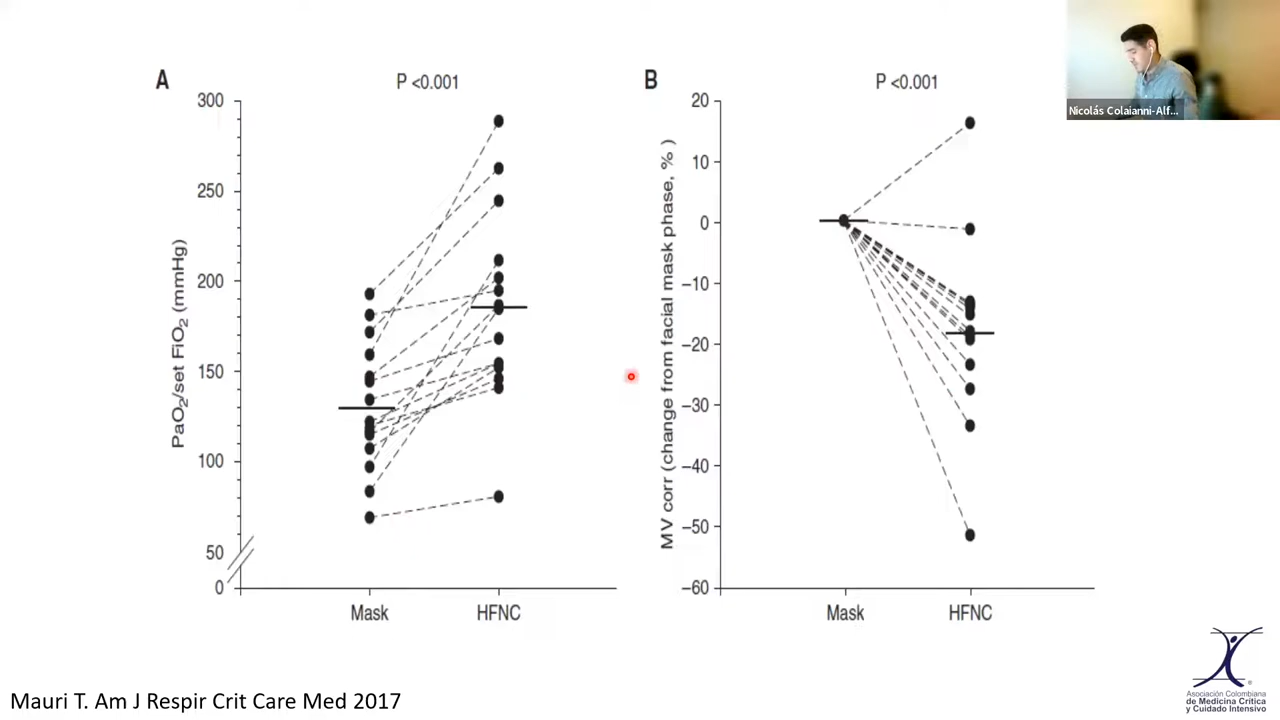 Nicolás Colaianni-Alf...
A
P <0.001
PaO₂/set FiO₂ (mmHg)
300
250
200
150
100
50
0
Mask
HFNC
B
P <0.001
MV corr (change from facial mask phase, %)
20
10
0
−10
−20
−30
−40
−50
−60
Mask
HFNC
Mauri T. Am J Respir Crit Care Med 2017
®
Asociación Colombiana
de Medicina Crítica
y Cuidado Intensivo